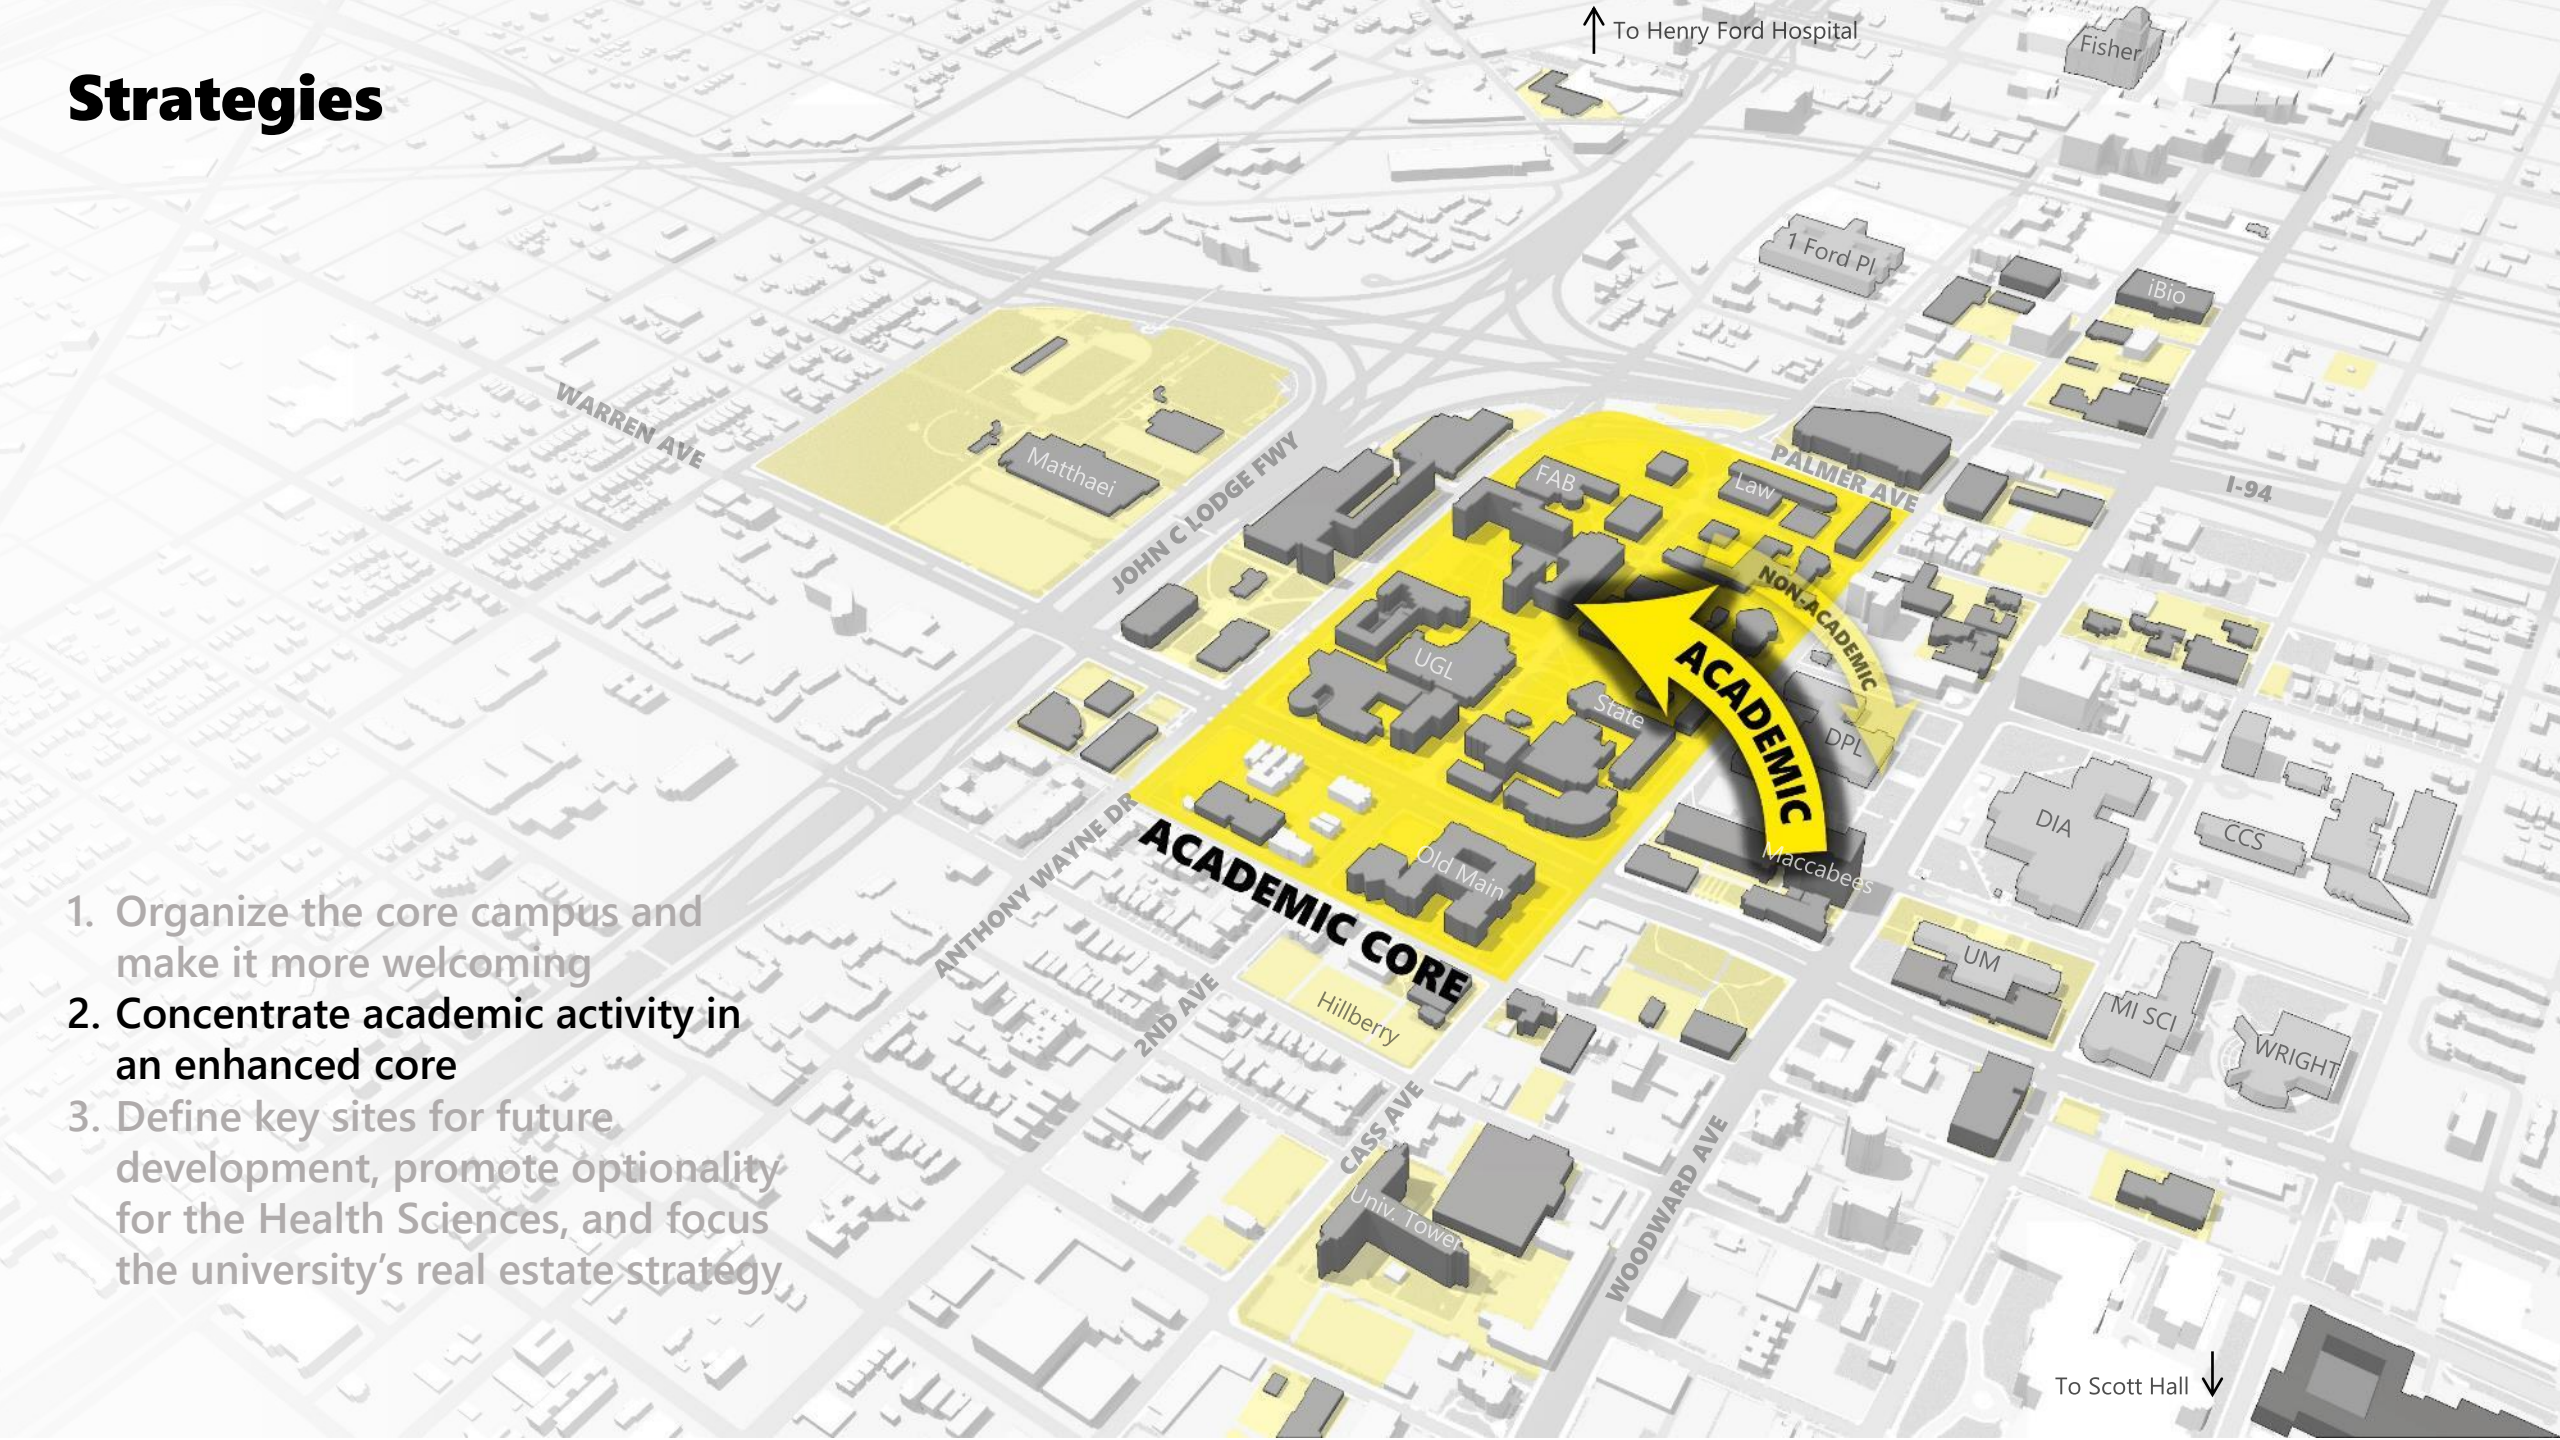 To Henry Ford Hospital
Fisher
Strategies
1 Ford Pl
iBio
WARREN AVE
Matthaei
JOHN C LODGE FWY
FAB
Law
PALMER AVE
I-94
NON-ACADEMIC
ACADEMIC
UGL
State
DPL
DIA
CCS
Maccabees
Old Main
ACADEMIC CORE
ANTHONY WAYNE DR
1. Organize the core campus and
make it more welcoming
2. Concentrate academic activity in
an enhanced core
3. Define key sites for future
development, promote optionality
for the Health Sciences, and focus
the university's real estate strategy
2ND AVE
Hillberry
UM
MI SCI
WRIGHT
CASS AVE
Univ. Tower
WOODWARD AVE
To Scott Hall